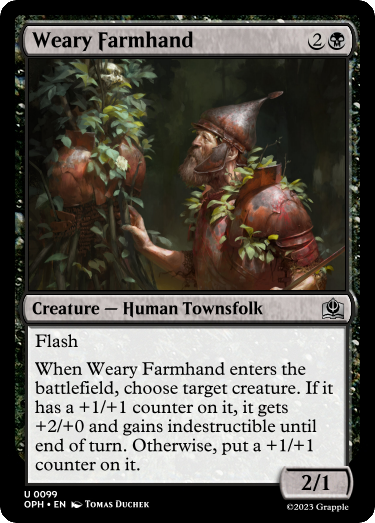 Weary Farmhand 2
Creature — Human Townsfolk
Flash
When Weary Farmhand enters the
battlefield, choose target creature. If it
has a +1/+1 counter on it, it gets
+2/+0 and gains indestructible until
end of turn. Otherwise, put a +1/+1
counter on it.
2/1
U 0099
OPH • EN Tomas Duchek
©2023 Grapple